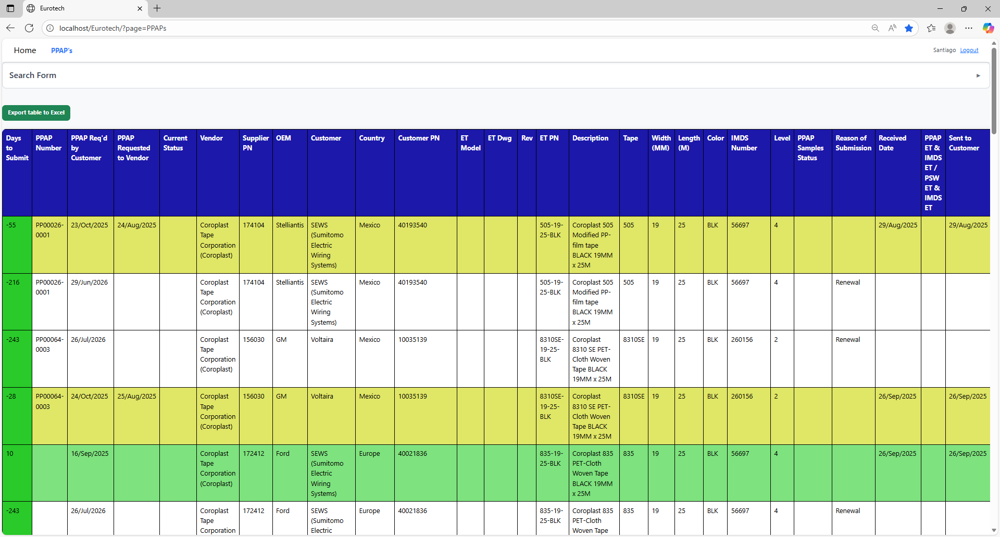 Eurotech
localhost/Eurotech/?page=PPAPs
Home PPAP's Santiago Logout
Search Form
Export table to Excel
Days to Submit PPAP Number PPAP Req'd by Customer PPAP Requested to Vendor Current Status Vendor Supplier PN OEM Customer Country Customer PN ET Model ET Dwg Rev ET PN Description Tape Width (MM) Length (M) Color IMDS Number Level PPAP Samples Status Reason of Submission Received Date PPAP ET & IMDS ET / PSW ET & IMDS ET Sent to Customer
-55 PP00026-0001 23/Oct/2025 24/Aug/2025 Coroplast Tape Corporation (Coroplast) 174104 Stelliantis SEWS (Sumitomo Electric Wiring Systems) Mexico 40193540 505-19-25-BLK Coroplast 505 Modified PP-film tape BLACK 19MM x 25M 505 19 25 BLK 56697 4 29/Aug/2025 29/Aug/2025
-216 PP00026-0001 29/Jun/2026 Coroplast Tape Corporation (Coroplast) 174104 Stelliantis SEWS (Sumitomo Electric Wiring Systems) Mexico 40193540 505-19-25-BLK Coroplast 505 Modified PP-film tape BLACK 19MM x 25M 505 19 25 BLK 56697 4 Renewal
-243 PP00064-0003 26/Jul/2026 Coroplast Tape Corporation (Coroplast) 156030 GM Voltaira Mexico 10035139 8310SE-19-25-BLK Coroplast 8310 SE PET-Cloth Woven Tape BLACK 19MM x 25M 8310SE 19 25 BLK 260156 2 Renewal
-28 PP00064-0003 24/Oct/2025 25/Aug/2025 Coroplast Tape Corporation (Coroplast) 156030 GM Voltaira Mexico 10035139 8310SE-19-25-BLK Coroplast 8310 SE PET-Cloth Woven Tape BLACK 19MM x 25M 8310SE 19 25 BLK 260156 2 26/Sep/2025 26/Sep/2025
10 16/Sep/2025 Coroplast Tape Corporation (Coroplast) 172412 Ford SEWS (Sumitomo Electric Wiring Systems) Europe 40021836 835-19-25-BLK Coroplast 835 PET-Cloth Woven Tape BLACK 19MM x 25M 835 19 25 BLK 56697 4 26/Sep/2025 26/Sep/2025
-243 26/Jul/2026 Coroplast Tape Corporation 172412 Ford SEWS (Sumitomo Electric Europe 40021836 835-19-25-BLK Coroplast 835 PET-Cloth Woven Tape 835 19 25 BLK 56697 4 Renewal